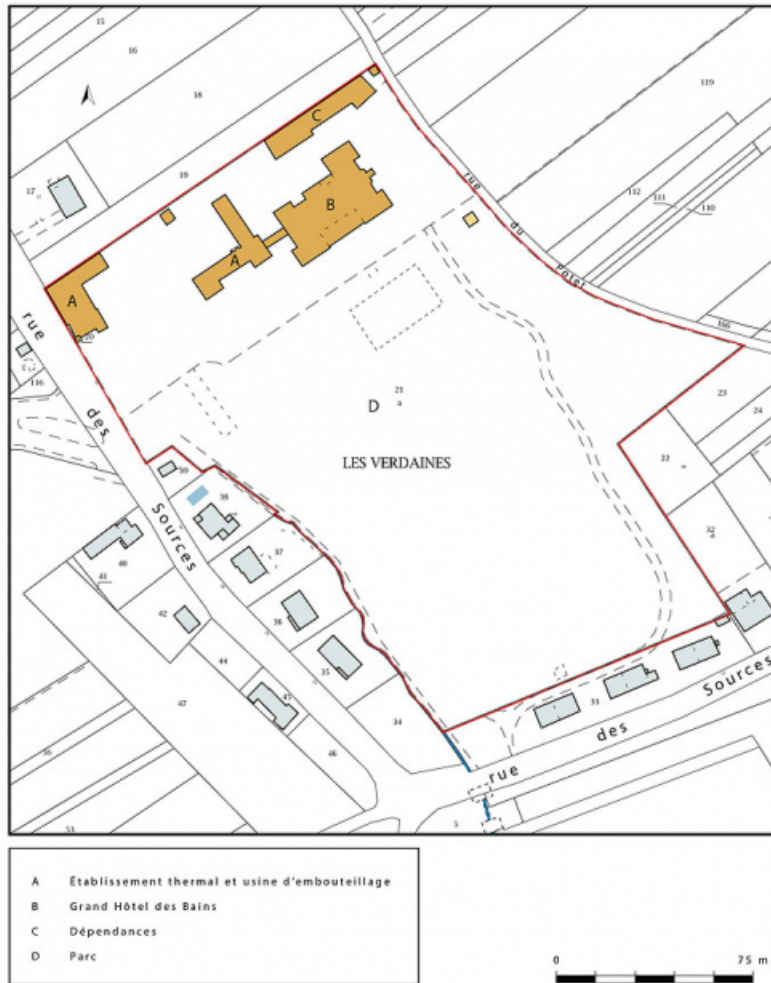 15
16
18
119
17
19
C
B
A
A
20
112
111
110
rue du Potet
166
rue des Sources
116
21
D
LES VERDAINES
23
24
22
32
39
38
37
40
41
36
42
35
44
45
47
34
46
33
rue des Sources
5
53
A Établissement thermal et usine d'embouteillage
B Grand Hôtel des Bains
C Dépendances
D Parc
0 75 m